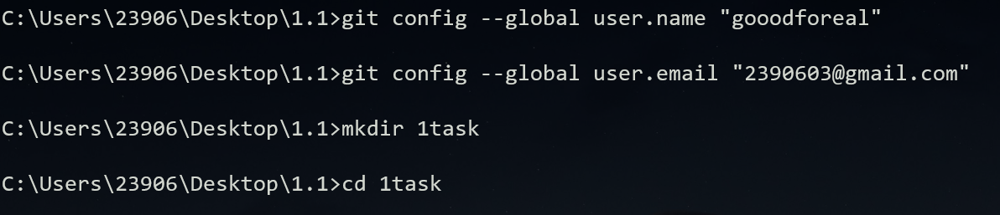 C:\Users\23906\Desktop\1.1>git config --global user.name "gooodforeal"
C:\Users\23906\Desktop\1.1>git config --global user.email "2390603@gmail.com"
C:\Users\23906\Desktop\1.1>mkdir 1task
C:\Users\23906\Desktop\1.1>cd 1task